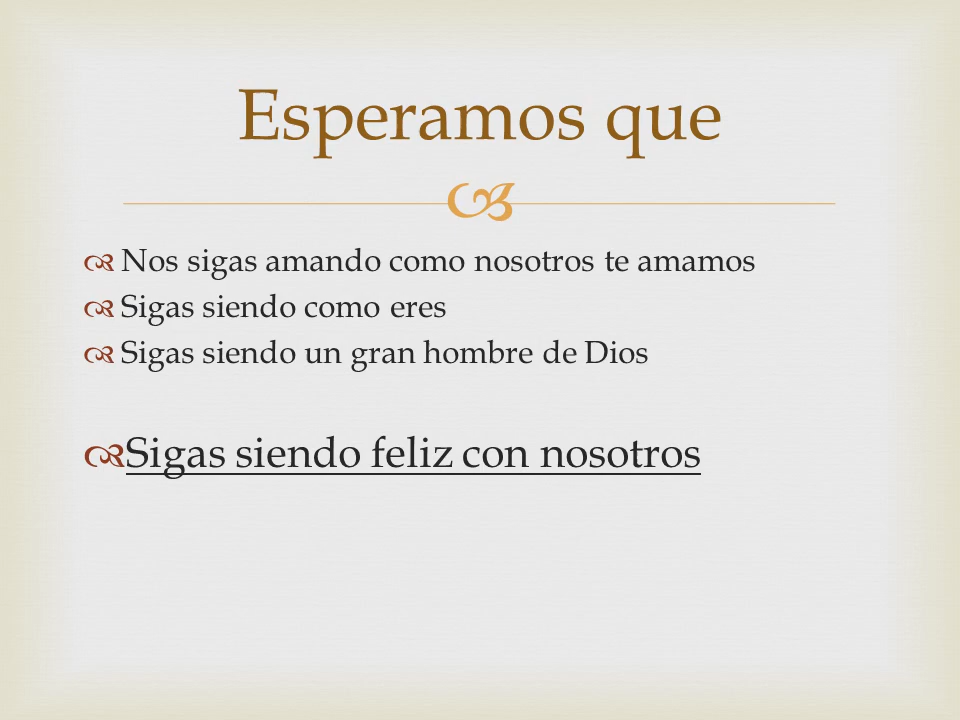 Esperamos que
Nos sigas amando como nosotros te amamos
Sigas siendo como eres
Sigas siendo un gran hombre de Dios
Sigas siendo feliz con nosotros